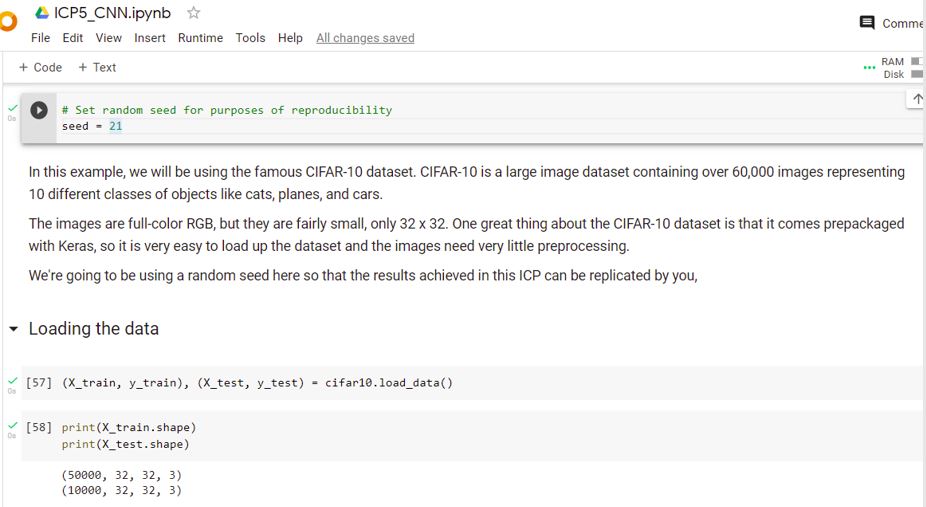 ICP5_CNN.ipynb
File Edit View Insert Runtime Tools Help All changes saved
Comme
+ Code + Text
RAM
Disk
# Set random seed for purposes of reproducibility
seed = 21
0s
In this example, we will be using the famous CIFAR-10 dataset. CIFAR-10 is a large image dataset containing over 60,000 images representing
10 different classes of objects like cats, planes, and cars.
The images are full-color RGB, but they are fairly small, only 32 x 32. One great thing about the CIFAR-10 dataset is that it comes prepackaged
with Keras, so it is very easy to load up the dataset and the images need very little preprocessing.
We're going to be using a random seed here so that the results achieved in this ICP can be replicated by you,
Loading the data
[57] (X_train, y_train), (X_test, y_test) = cifar10.load_data()
0s
[58] print(X_train.shape)
print(X_test.shape)
0s
(50000, 32, 32, 3)
(10000, 32, 32, 3)